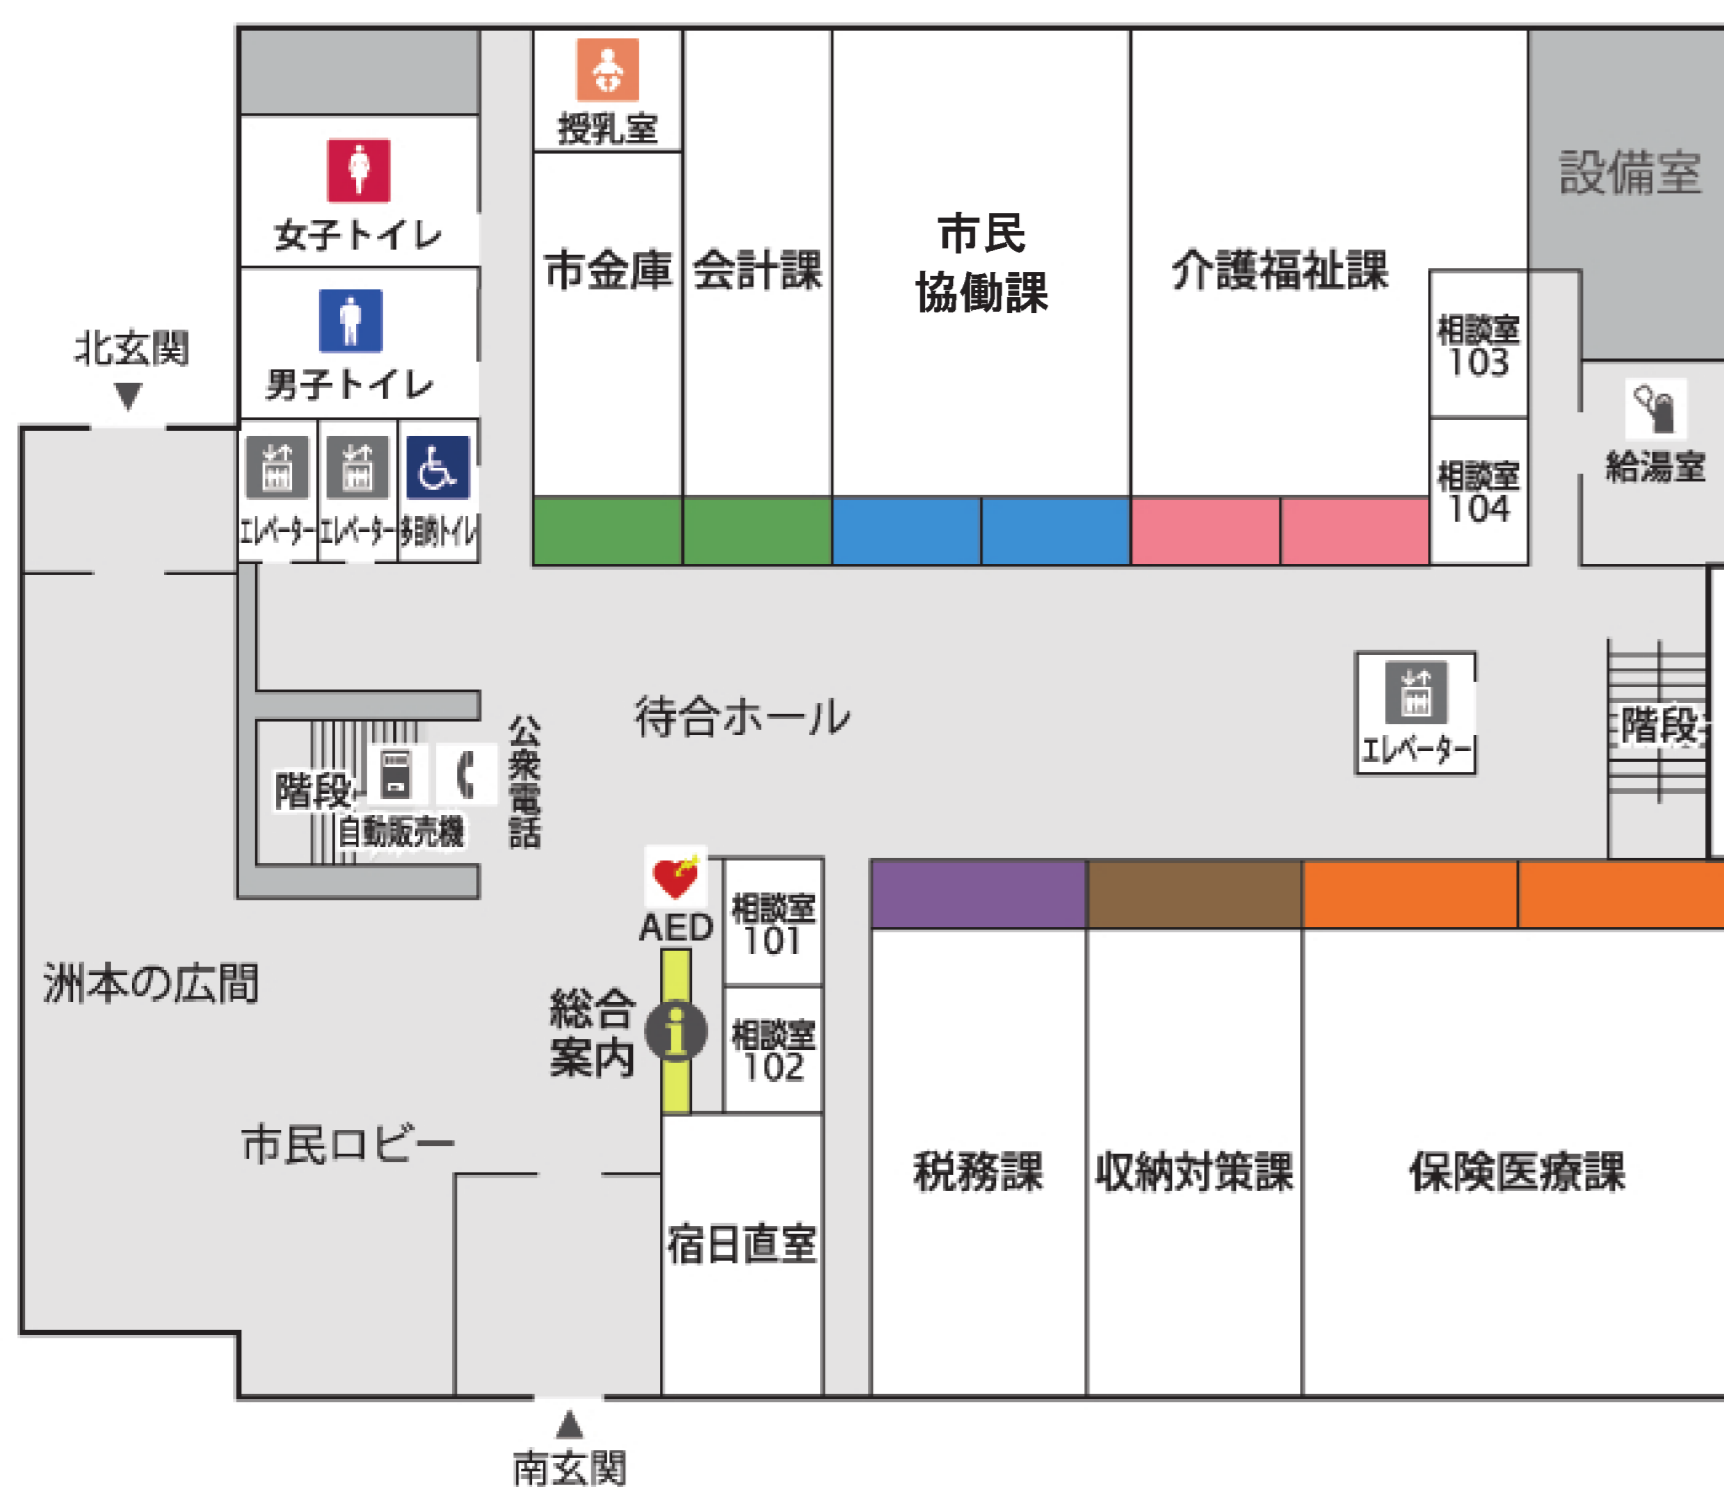 授乳室
設備室
女子トイレ
市金庫
会計課
市民
協働課
介護福祉課
北玄関
男子トイレ
相談室
103
給湯室
相談室
104
エレベーター
エレベーター
多目的トイレ
待合ホール
公衆電話
階段
自動販売機
エレベーター
階段
AED
相談室
101
洲本の広間
総合
案内
i
相談室
102
市民ロビー
税務課
収納対策課
保険医療課
宿日直室
南玄関